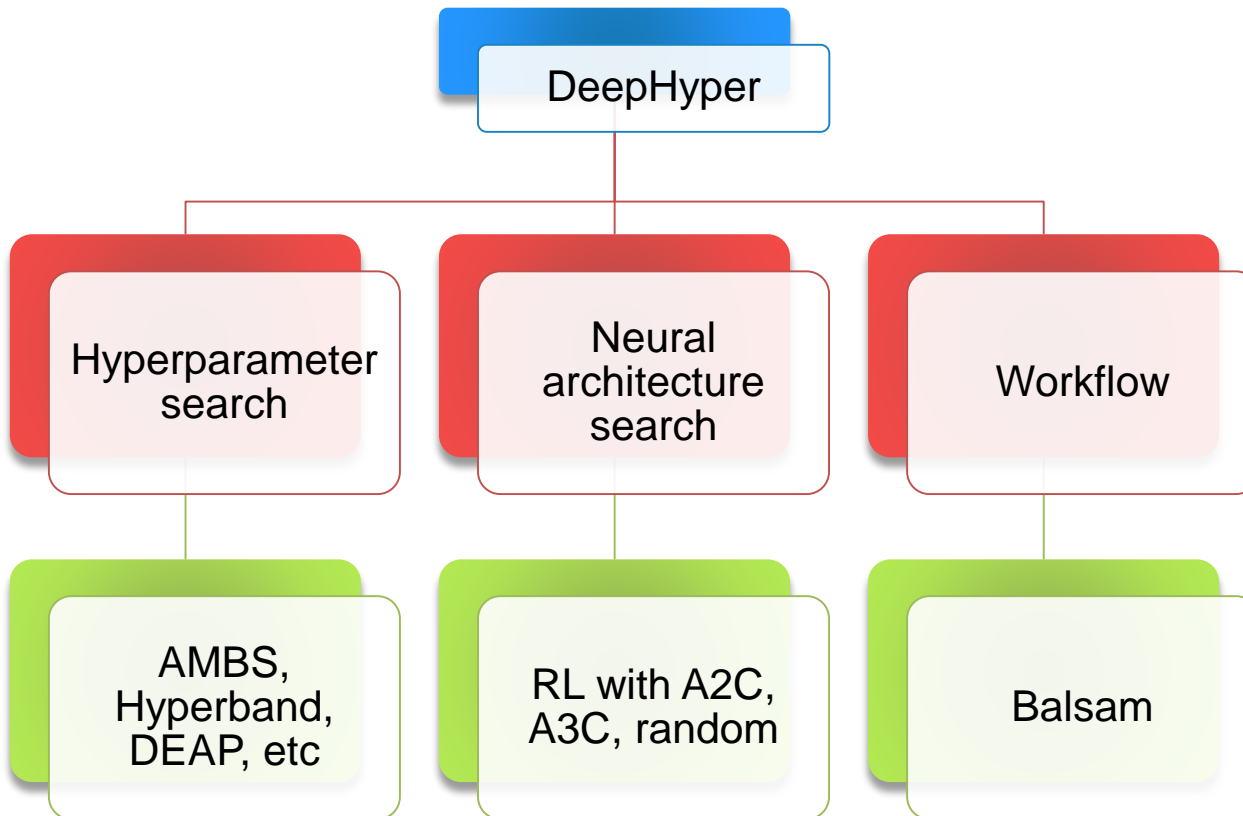 DeepHyper
Hyperparameter
search
Neural
architecture
search
Workflow
AMBS,
Hyperband,
DEAP, etc
RL with A2C,
A3C, random
Balsam